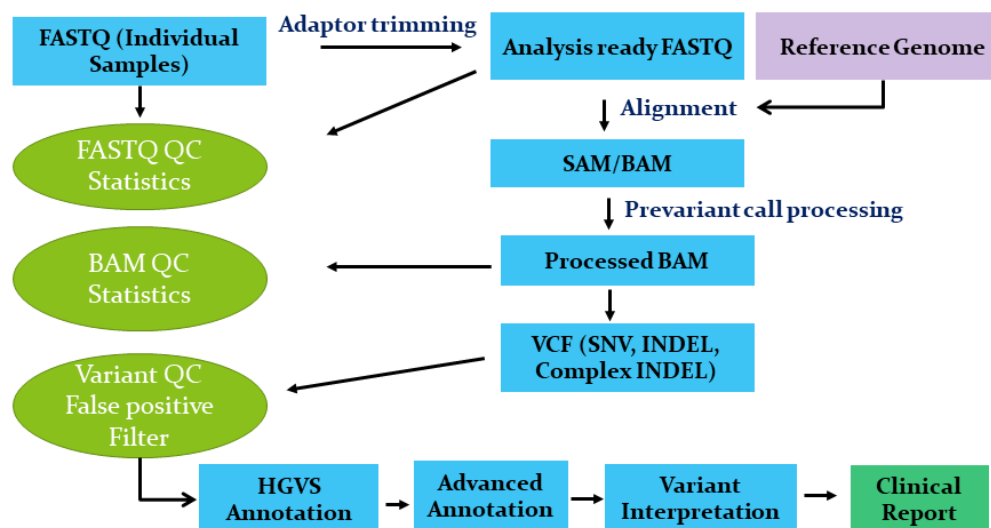 FASTQ (Individual
Samples)
Adaptor trimming
Analysis ready FASTQ
Reference Genome
Alignment
FASTQ QC
Statistics
SAM/BAM
Prevariant call processing
BAM QC
Statistics
Processed BAM
VCF (SNV, INDEL,
Complex INDEL)
Variant QC
False positive
Filter
HGVS
Annotation
Advanced
Annotation
Variant
Interpretation
Clinical
Report